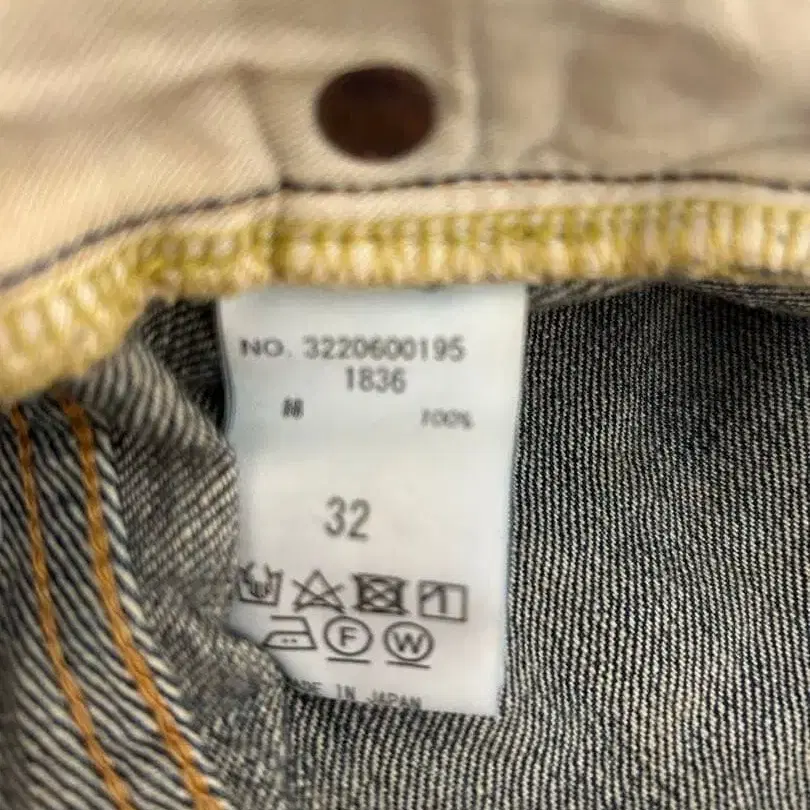 NO. 3220600195
1836
綿 100%
32
F W
MADE IN JAPAN